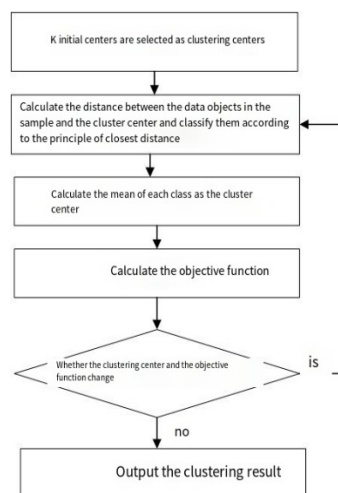 K initial centers are selected as clustering centers
Calculate the distance between the data objects in the
sample and the cluster center and classify them according
to the principle of closest distance
Calculate the mean of each class as the cluster
center
Calculate the objective function
Whether the clustering center and the objective
function change
is
no
Output the clustering result